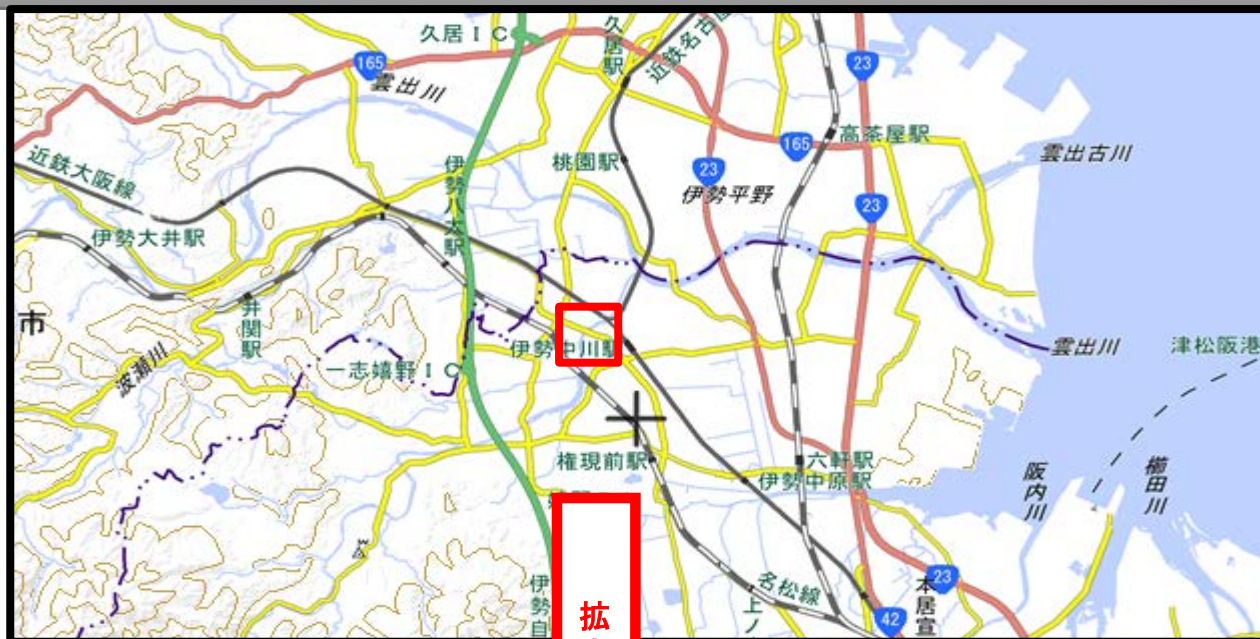 久居IC
久居駅
近鉄名古屋
165
23
雲出川
高茶屋駅
165
雲出古川
近鉄大阪線
伊勢八太駅
桃園駅
23
伊勢平野
23
伊勢大井駅
市
井関駅
伊勢中川駅
雲出川
津松阪港
波瀬川
一志嬉野IC
権現前駅
六軒駅
伊勢中原駅
阪内川
櫛田川
伊勢自
拡
上ノ
名松線
本居宣
23
42